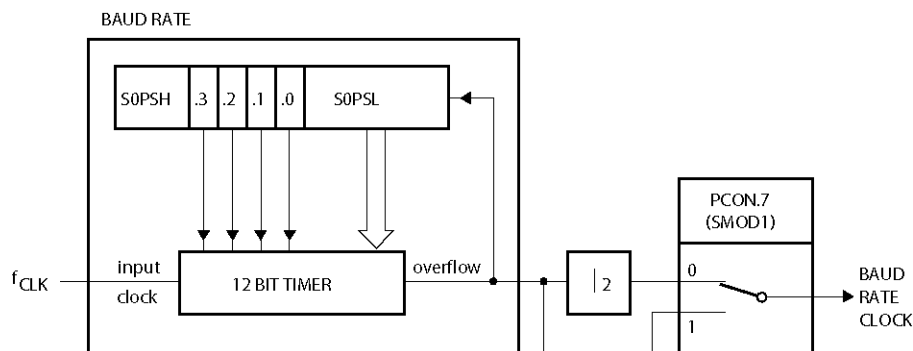 BAUD RATE
S0PSH .3 .2 .1 .0 S0PSL
PCON.7
(SMOD1)
fCLK
input
clock
12 BIT TIMER
overflow
| 2
0
1
BAUD
RATE
CLOCK